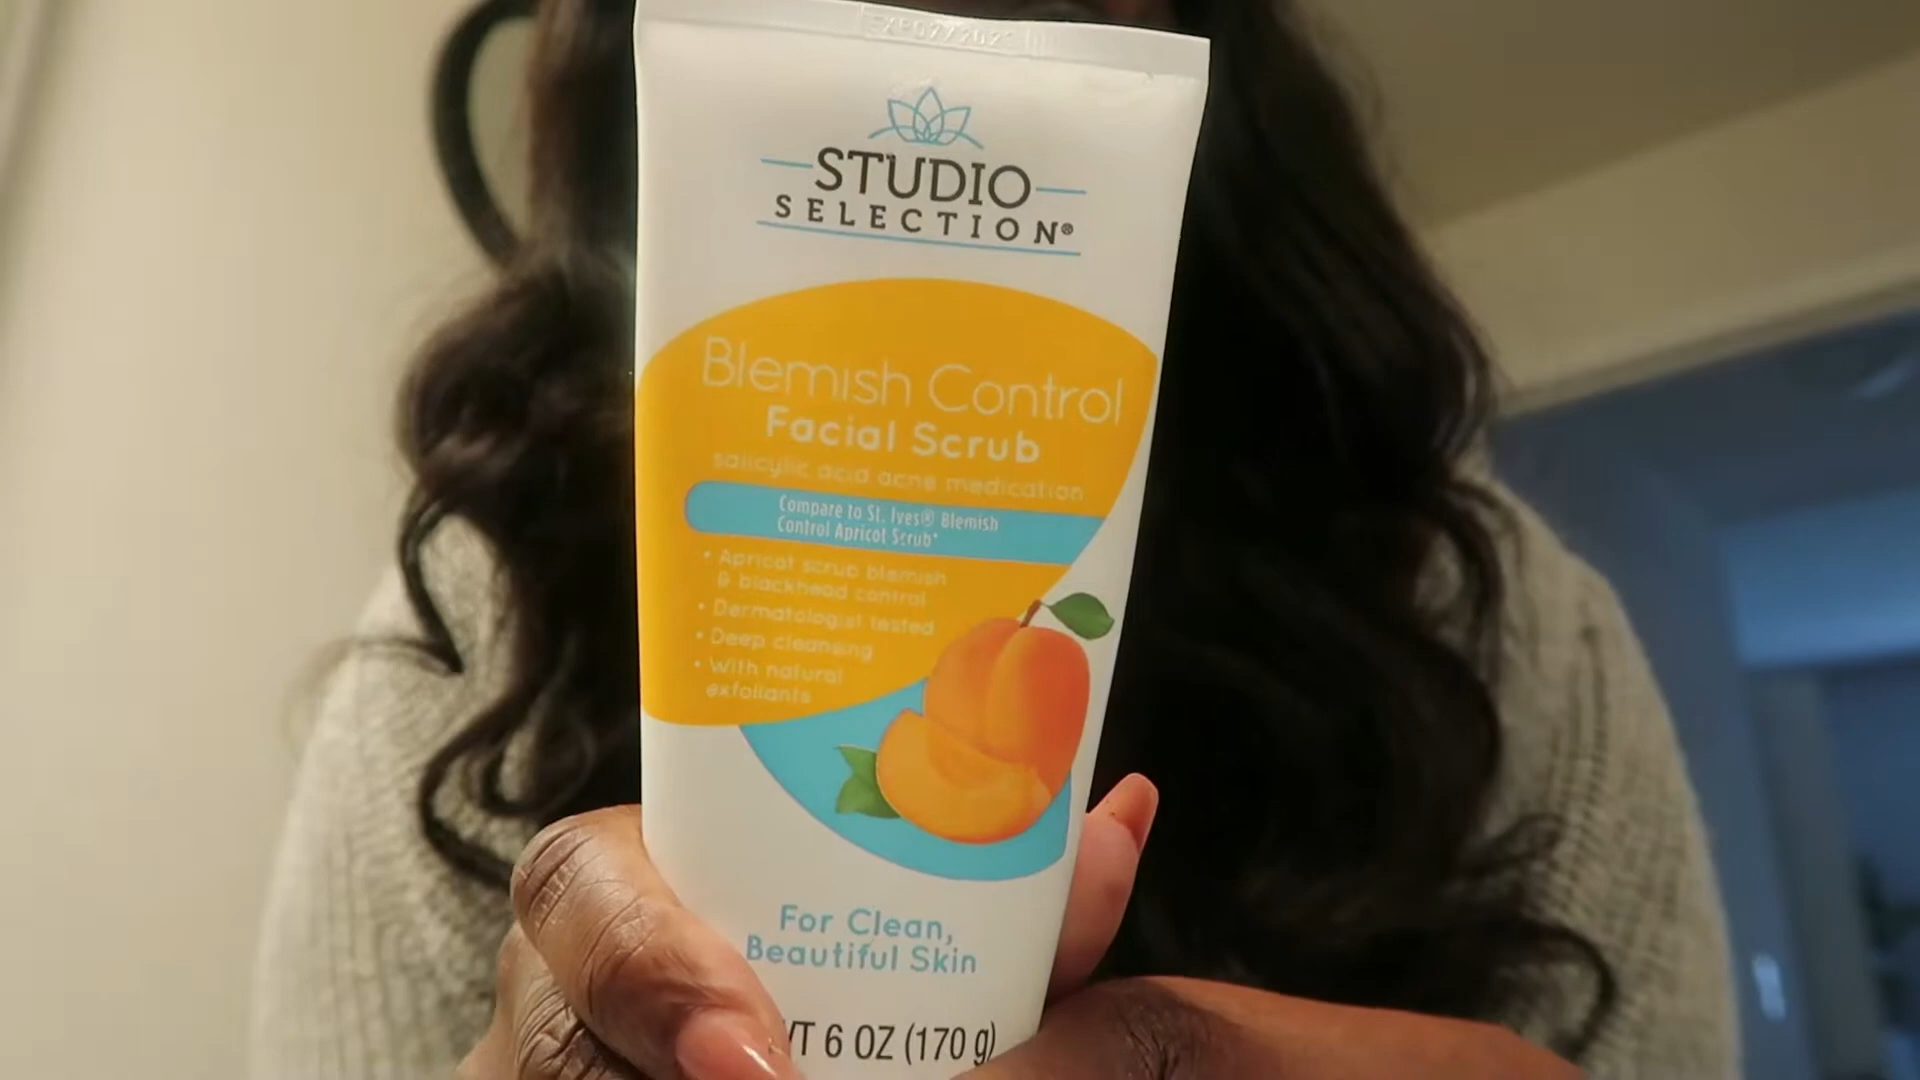 STUDIO
SELECTION®
Blemish Control
Facial Scrub
salicylic acid acne medication
Compare to St. Ives® Blemish
Control Apricot Scrub*
• Apricot scrub blemish
& blackhead control
• Dermatologist tested
• Deep cleansing
• With natural
exfoliants
For Clean,
Beautiful Skin
6 OZ (170 g)